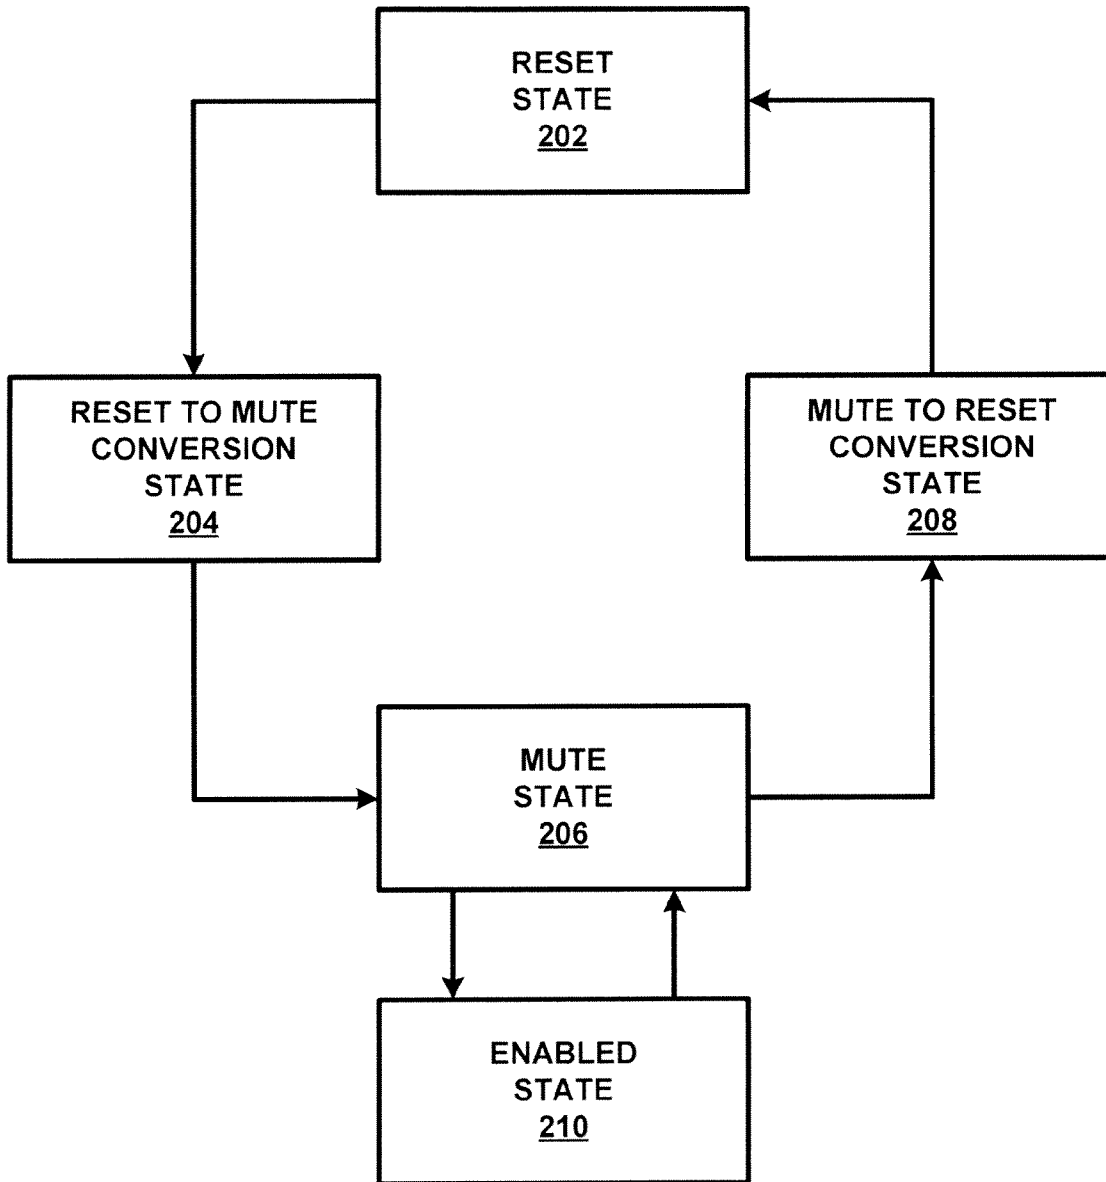 RESET
STATE
202
RESET TO MUTE
CONVERSION
STATE
204
MUTE TO RESET
CONVERSION
STATE
208
MUTE
STATE
206
ENABLED
STATE
210